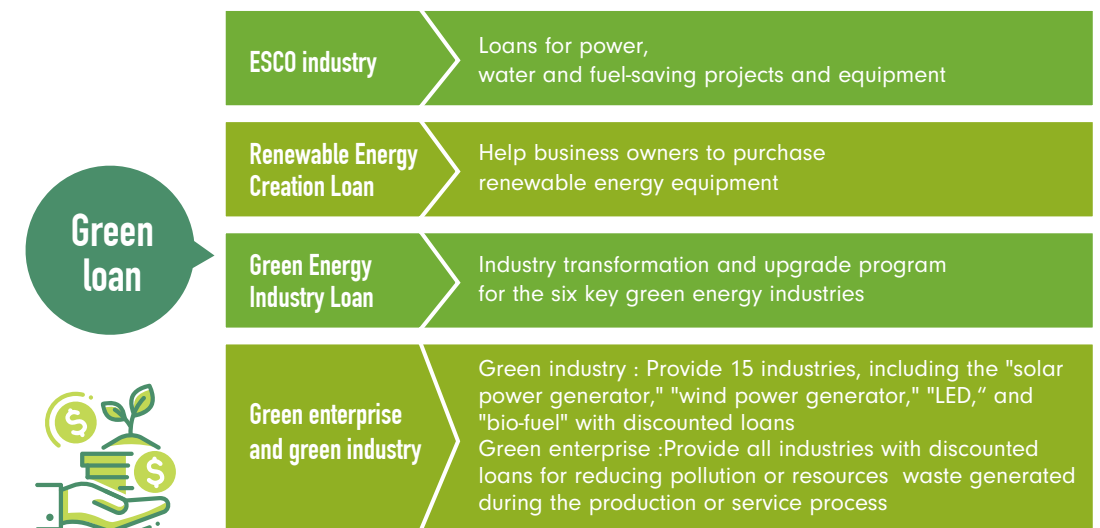 Green
loan
ESCO industry
Loans for power,
water and fuel-saving projects and equipment
Renewable Energy
Creation Loan
Help business owners to purchase
renewable energy equipment
Green Energy
Industry Loan
Industry transformation and upgrade program
for the six key green energy industries
Green enterprise
and green industry
Green industry : Provide 15 industries, including the "solar
power generator," "wind power generator," "LED,“ and
"bio-fuel" with discounted loans
Green enterprise :Provide all industries with discounted
loans for reducing pollution or resources  waste generated
during the production or service process